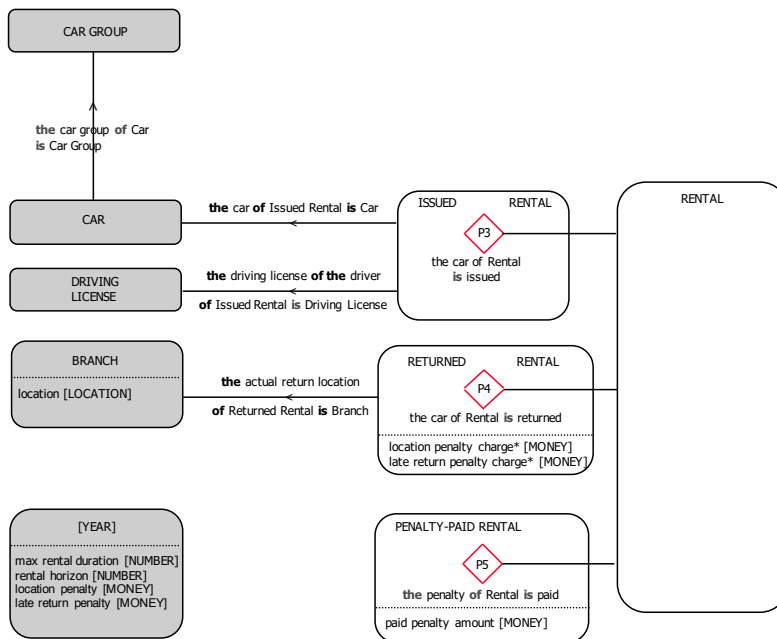 CAR GROUP
the car group of Car
is Car Group
CAR
the car of Issued Rental is Car
ISSUED RENTAL
P3
the car of Rental
is issued
RENTAL
DRIVING
LICENSE
the driving license of the driver
of Issued Rental is Driving License
BRANCH
location [LOCATION]
the actual return location
of Returned Rental is Branch
RETURNED RENTAL
P4
the car of Rental is returned
location penalty charge* [MONEY]
late return penalty charge* [MONEY]
[YEAR]
max rental duration [NUMBER]
rental horizon [NUMBER]
location penalty [MONEY]
late return penalty [MONEY]
PENALTY-PAID RENTAL
P5
the penalty of Rental is paid
paid penalty amount [MONEY]